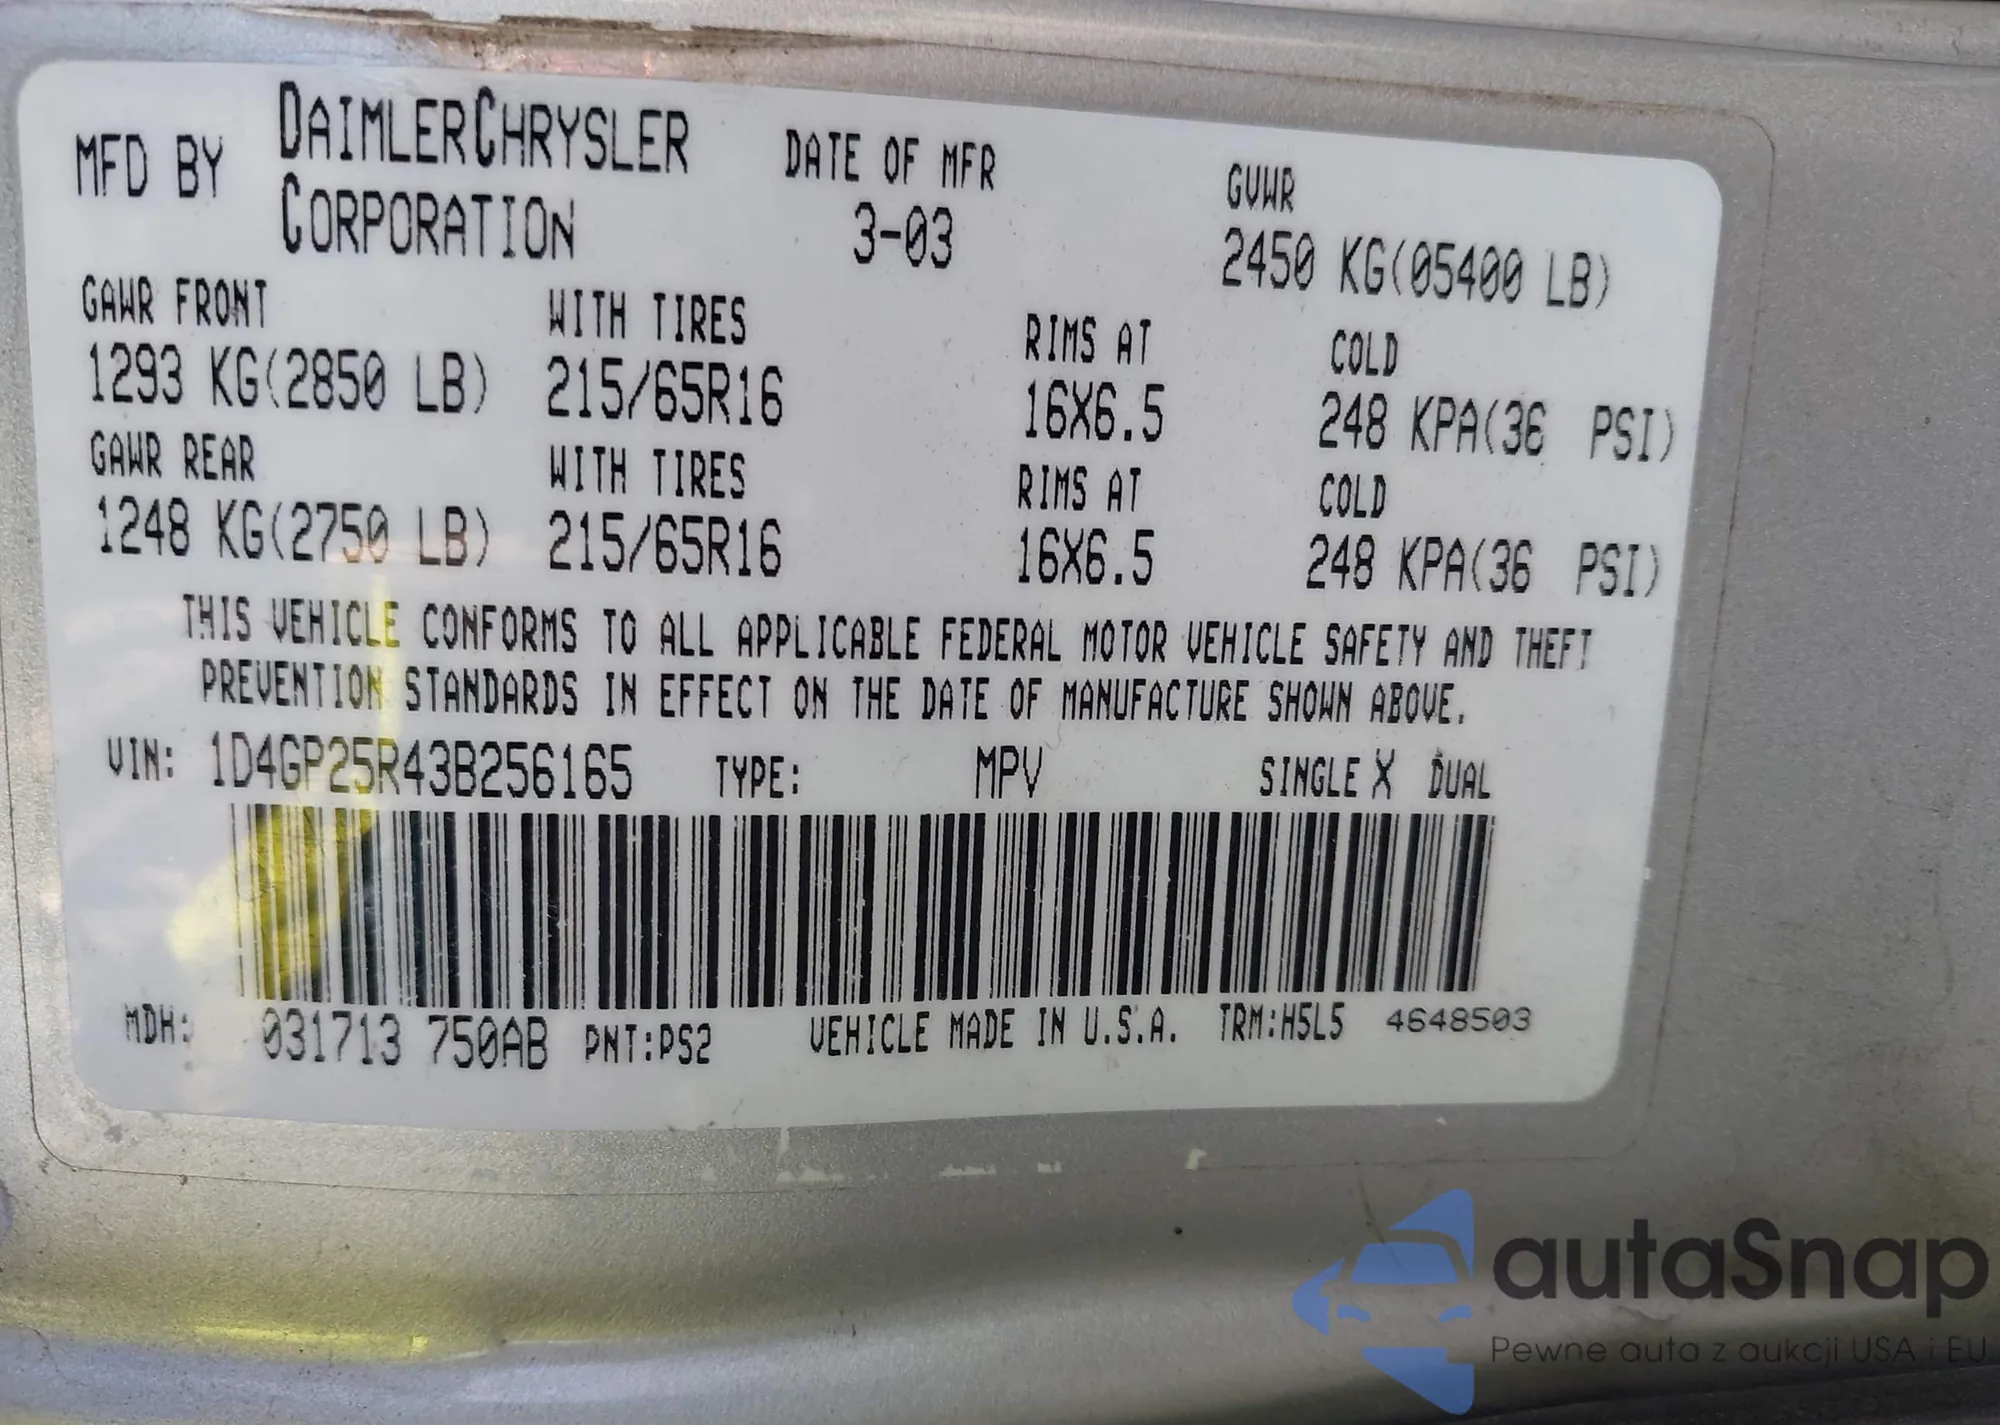 MFD BY DAIMLERCHRYSLER CORPORATION DATE OF MFR 3-03 GVWR 2450 KG(05400 LB)
GAWR FRONT WITH TIRES RIMS AT COLD
1293 KG(2850 LB) 215/65R16 16X6.5 248 KPA(36 PSI)
GAWR REAR WITH TIRES RIMS AT COLD
1248 KG(2750 LB) 215/65R16 16X6.5 248 KPA(36 PSI)
THIS VEHICLE CONFORMS TO ALL APPLICABLE FEDERAL MOTOR VEHICLE SAFETY AND THEFT
PREVENTION STANDARDS IN EFFECT ON THE DATE OF MANUFACTURE SHOWN ABOVE.
VIN: 1D4GP25R43B256165 TYPE: MPV SINGLE X DUAL
MDH: 031713 750AB PNT:PS2 VEHICLE MADE IN U.S.A. TRM:H5L5 4648503
autaSnap
Pewne auta z aukcji USA i EU